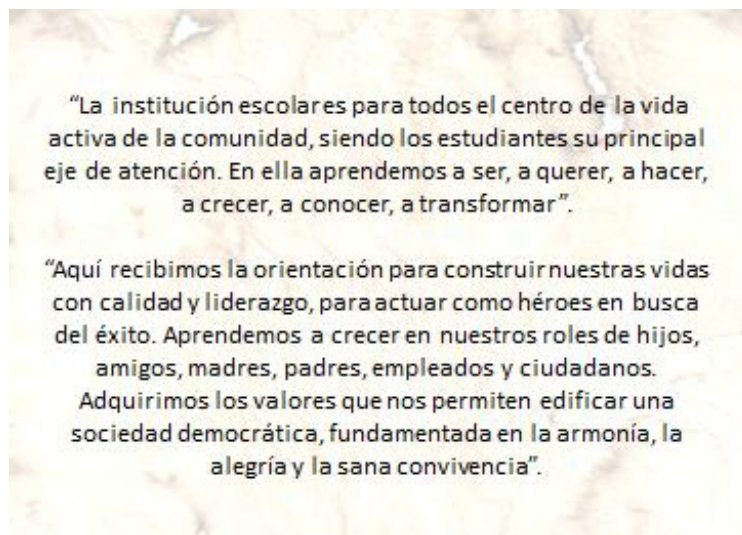 “La institución escolar es para todos el centro de la vida
activa de la comunidad, siendo los estudiantes su principal
eje de atención. En ella aprendemos a ser, a querer, a hacer,
a crecer, a conocer, a transformar”.
“Aquí recibimos la orientación para construir nuestras vidas
con calidad y liderazgo, para actuar como héroes en busca
del éxito. Aprendemos a crecer en nuestros roles de hijos,
amigos, madres, padres, empleados y ciudadanos.
Adquirimos los valores que nos permiten edificar una
sociedad democrática, fundamentada en la armonía, la
alegría y la sana convivencia”.